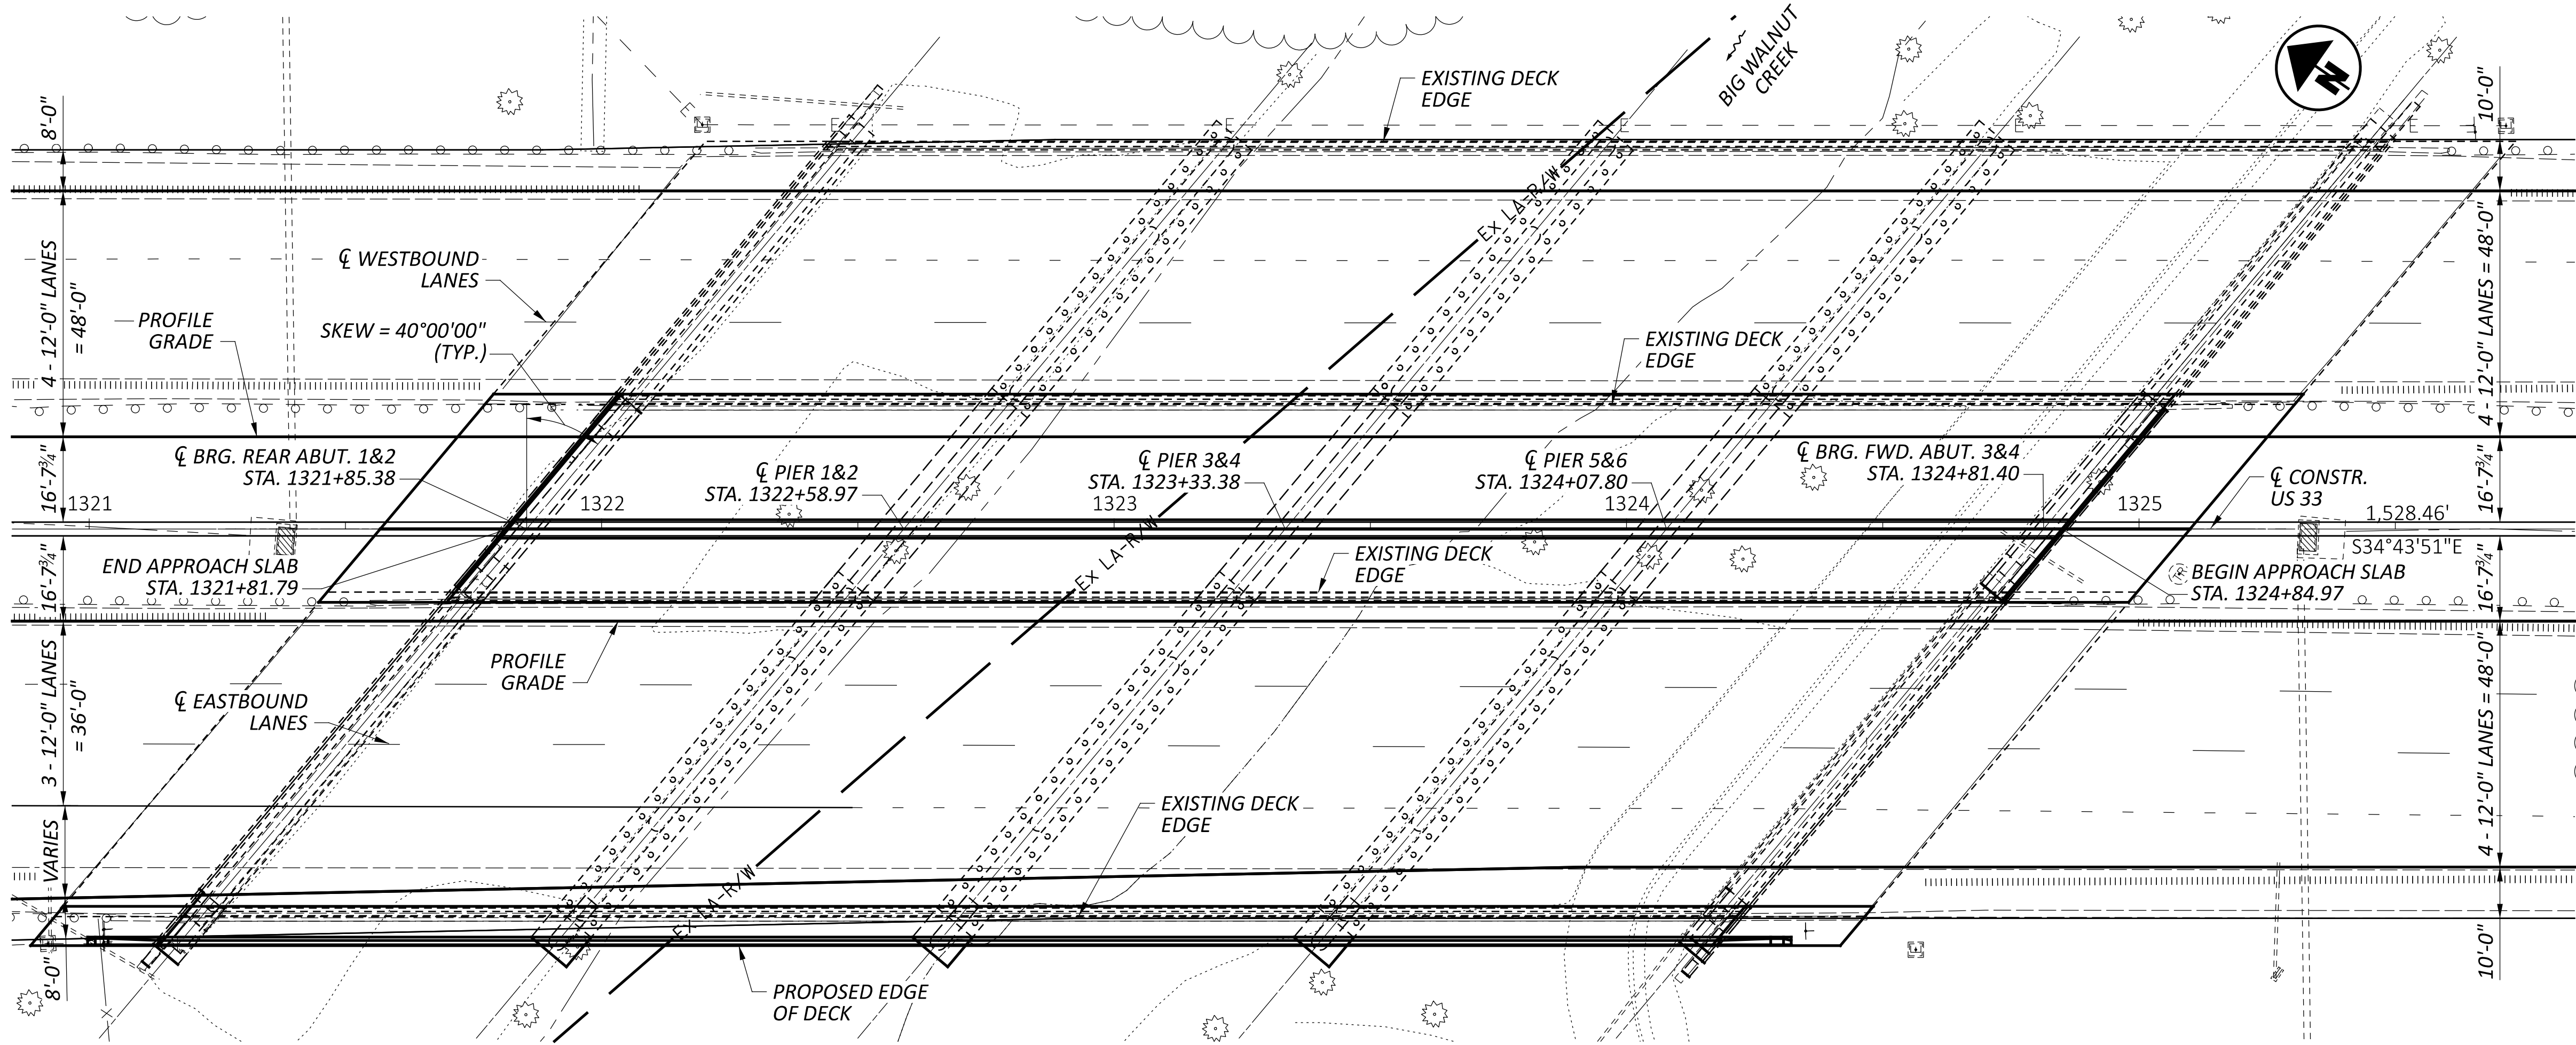 BIG WALNUT
CREEK
N
8'-0"
10'-0"
EXISTING DECK
EDGE
Ex LA-R/W
4 - 12'-0" LANES
= 48'-0"
4 - 12'-0" LANES = 48'-0"
℄ WESTBOUND
LANES
PROFILE
GRADE
SKEW = 40°00'00"
(TYP.)
EXISTING DECK
EDGE
16'-7¾"
℄ BRG. REAR ABUT. 1&2
STA. 1321+85.38
℄ PIER 1&2
STA. 1322+58.97
℄ PIER 3&4
STA. 1323+33.38
℄ PIER 5&6
STA. 1324+07.80
℄ BRG. FWD. ABUT. 3&4
STA. 1324+81.40
℄ CONSTR.
US 33
16'-7¾"
1321
1322
1323
1324
1325
1,528.46'
S34°43'51"E
Ex LA-R/W
16'-7¾"
END APPROACH SLAB
STA. 1321+81.79
EXISTING DECK
EDGE
BEGIN APPROACH SLAB
STA. 1324+84.97
16'-7¾"
3 - 12'-0" LANES
= 36'-0"
PROFILE
GRADE
℄ EASTBOUND
LANES
4 - 12'-0" LANES = 48'-0"
VARIES
EXISTING DECK
EDGE
Ex LA-R/W
8'-0"
10'-0"
PROPOSED EDGE
OF DECK